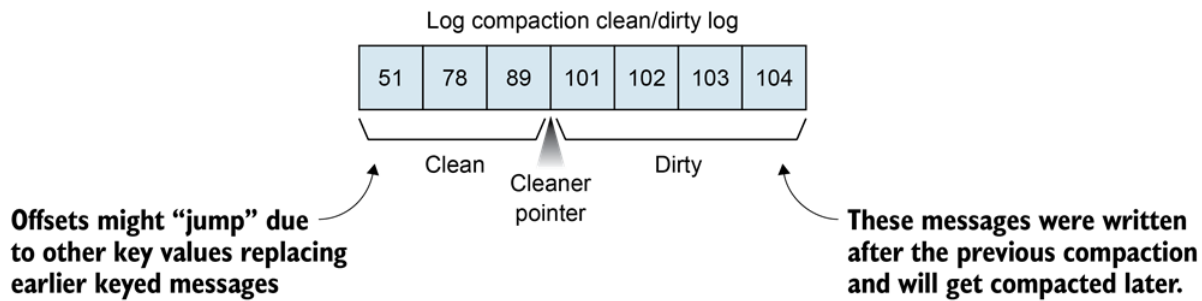 Log compaction clean/dirty log
51 78 89 101 102 103 104
Clean
Dirty
Cleaner
pointer
Offsets might “jump” due
to other key values replacing
earlier keyed messages
These messages were written
after the previous compaction
and will get compacted later.